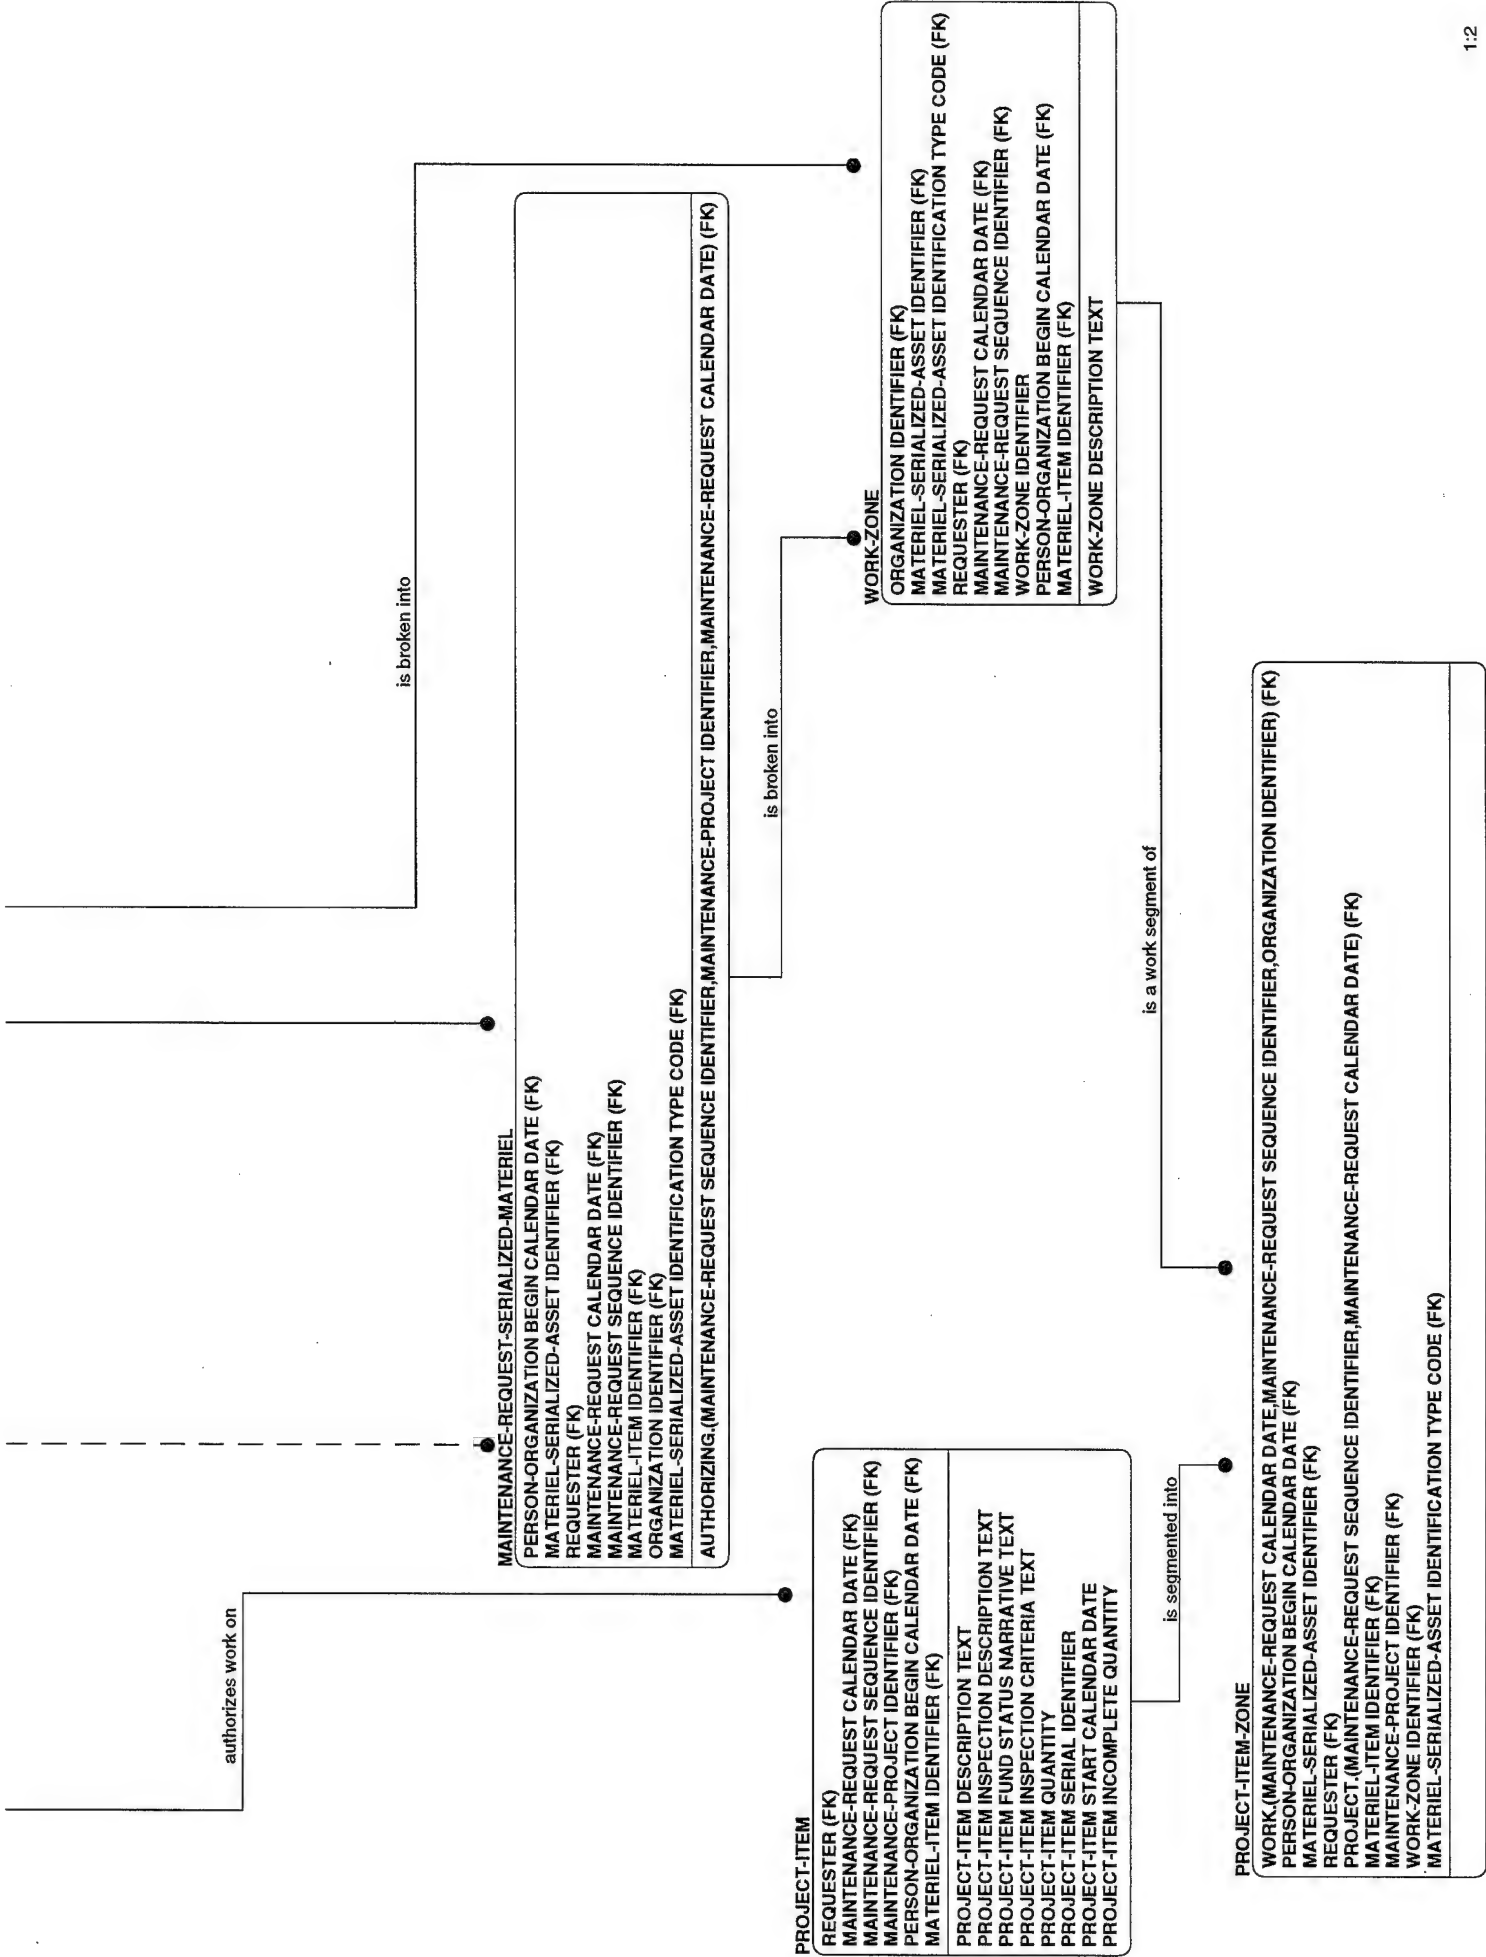 authorizes work on
is broken into
MAINTENANCE-REQUEST-SERIALIZED-MATERIEL
PERSON-ORGANIZATION BEGIN CALENDAR DATE (FK)
MATERIEL-SERIALIZED-ASSET IDENTIFIER (FK)
REQUESTER (FK)
MAINTENANCE-REQUEST CALENDAR DATE (FK)
MAINTENANCE-REQUEST SEQUENCE IDENTIFIER (FK)
MATERIEL-ITEM IDENTIFIER (FK)
ORGANIZATION IDENTIFIER (FK)
MATERIEL-SERIALIZED-ASSET IDENTIFICATION TYPE CODE (FK)
AUTHORIZING.(MAINTENANCE-REQUEST SEQUENCE IDENTIFIER,MAINTENANCE-PROJECT IDENTIFIER,MAINTENANCE-REQUEST CALENDAR DATE) (FK)
is broken into
PROJECT-ITEM
REQUESTER (FK)
MAINTENANCE-REQUEST CALENDAR DATE (FK)
MAINTENANCE-REQUEST SEQUENCE IDENTIFIER (FK)
MAINTENANCE-PROJECT IDENTIFIER (FK)
PERSON-ORGANIZATION BEGIN CALENDAR DATE (FK)
MATERIEL-ITEM IDENTIFIER (FK)
PROJECT-ITEM DESCRIPTION TEXT
PROJECT-ITEM INSPECTION DESCRIPTION TEXT
PROJECT-ITEM FUND STATUS NARRATIVE TEXT
PROJECT-ITEM INSPECTION CRITERIA TEXT
PROJECT-ITEM QUANTITY
PROJECT-ITEM SERIAL IDENTIFIER
PROJECT-ITEM START CALENDAR DATE
PROJECT-ITEM INCOMPLETE QUANTITY
WORK-ZONE
ORGANIZATION IDENTIFIER (FK)
MATERIEL-SERIALIZED-ASSET IDENTIFIER (FK)
MATERIEL-SERIALIZED-ASSET IDENTIFICATION TYPE CODE (FK)
REQUESTER (FK)
MAINTENANCE-REQUEST CALENDAR DATE (FK)
MAINTENANCE-REQUEST SEQUENCE IDENTIFIER (FK)
WORK-ZONE IDENTIFIER
PERSON-ORGANIZATION BEGIN CALENDAR DATE (FK)
MATERIEL-ITEM IDENTIFIER (FK)
WORK-ZONE DESCRIPTION TEXT
is a work segment of
is segmented into
PROJECT-ITEM-ZONE
WORK.(MAINTENANCE-REQUEST CALENDAR DATE,MAINTENANCE-REQUEST SEQUENCE IDENTIFIER,ORGANIZATION IDENTIFIER) (FK)
PERSON-ORGANIZATION BEGIN CALENDAR DATE (FK)
MATERIEL-SERIALIZED-ASSET IDENTIFIER (FK)
REQUESTER (FK)
PROJECT.(MAINTENANCE-REQUEST SEQUENCE IDENTIFIER,MAINTENANCE-REQUEST CALENDAR DATE) (FK)
MATERIEL-ITEM IDENTIFIER (FK)
MAINTENANCE-PROJECT IDENTIFIER (FK)
WORK-ZONE IDENTIFIER (FK)
MATERIEL-SERIALIZED-ASSET IDENTIFICATION TYPE CODE (FK)
1:2